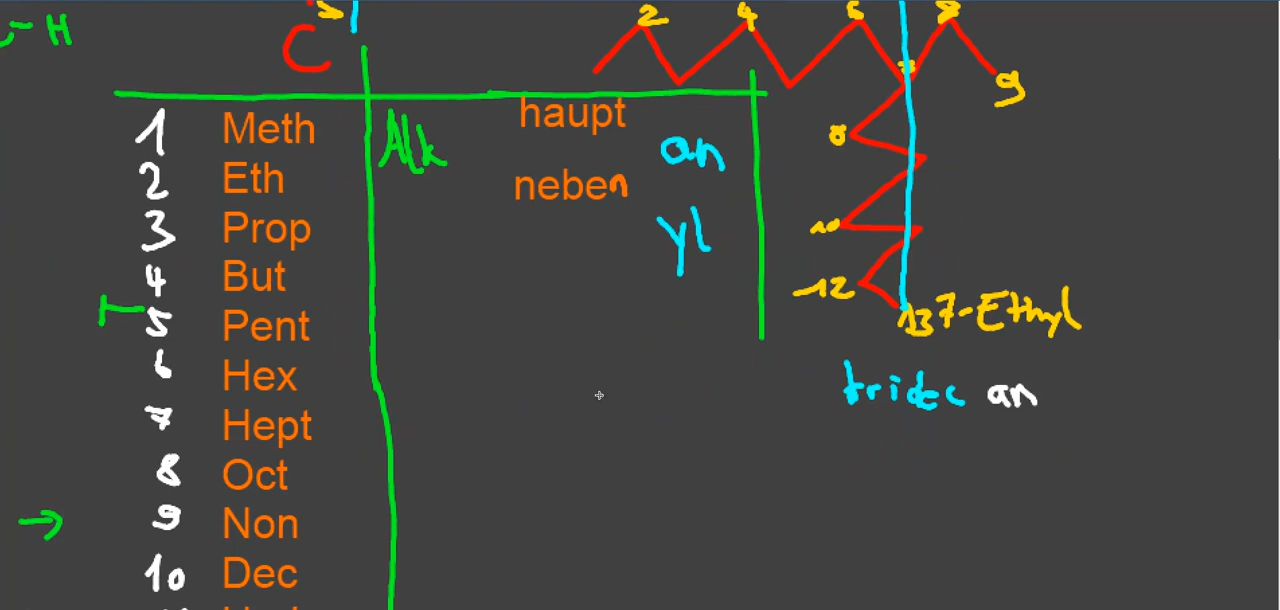 H
C
2 4 6 8
7
9
Alk
haupt
an
neben
yl
1 Meth
2 Eth
3 Prop
4 But
5 Pent
6 Hex
7 Hept
8 Oct
9 Non
10 Dec
8
10
12
13 7-Ethyl
tridec an